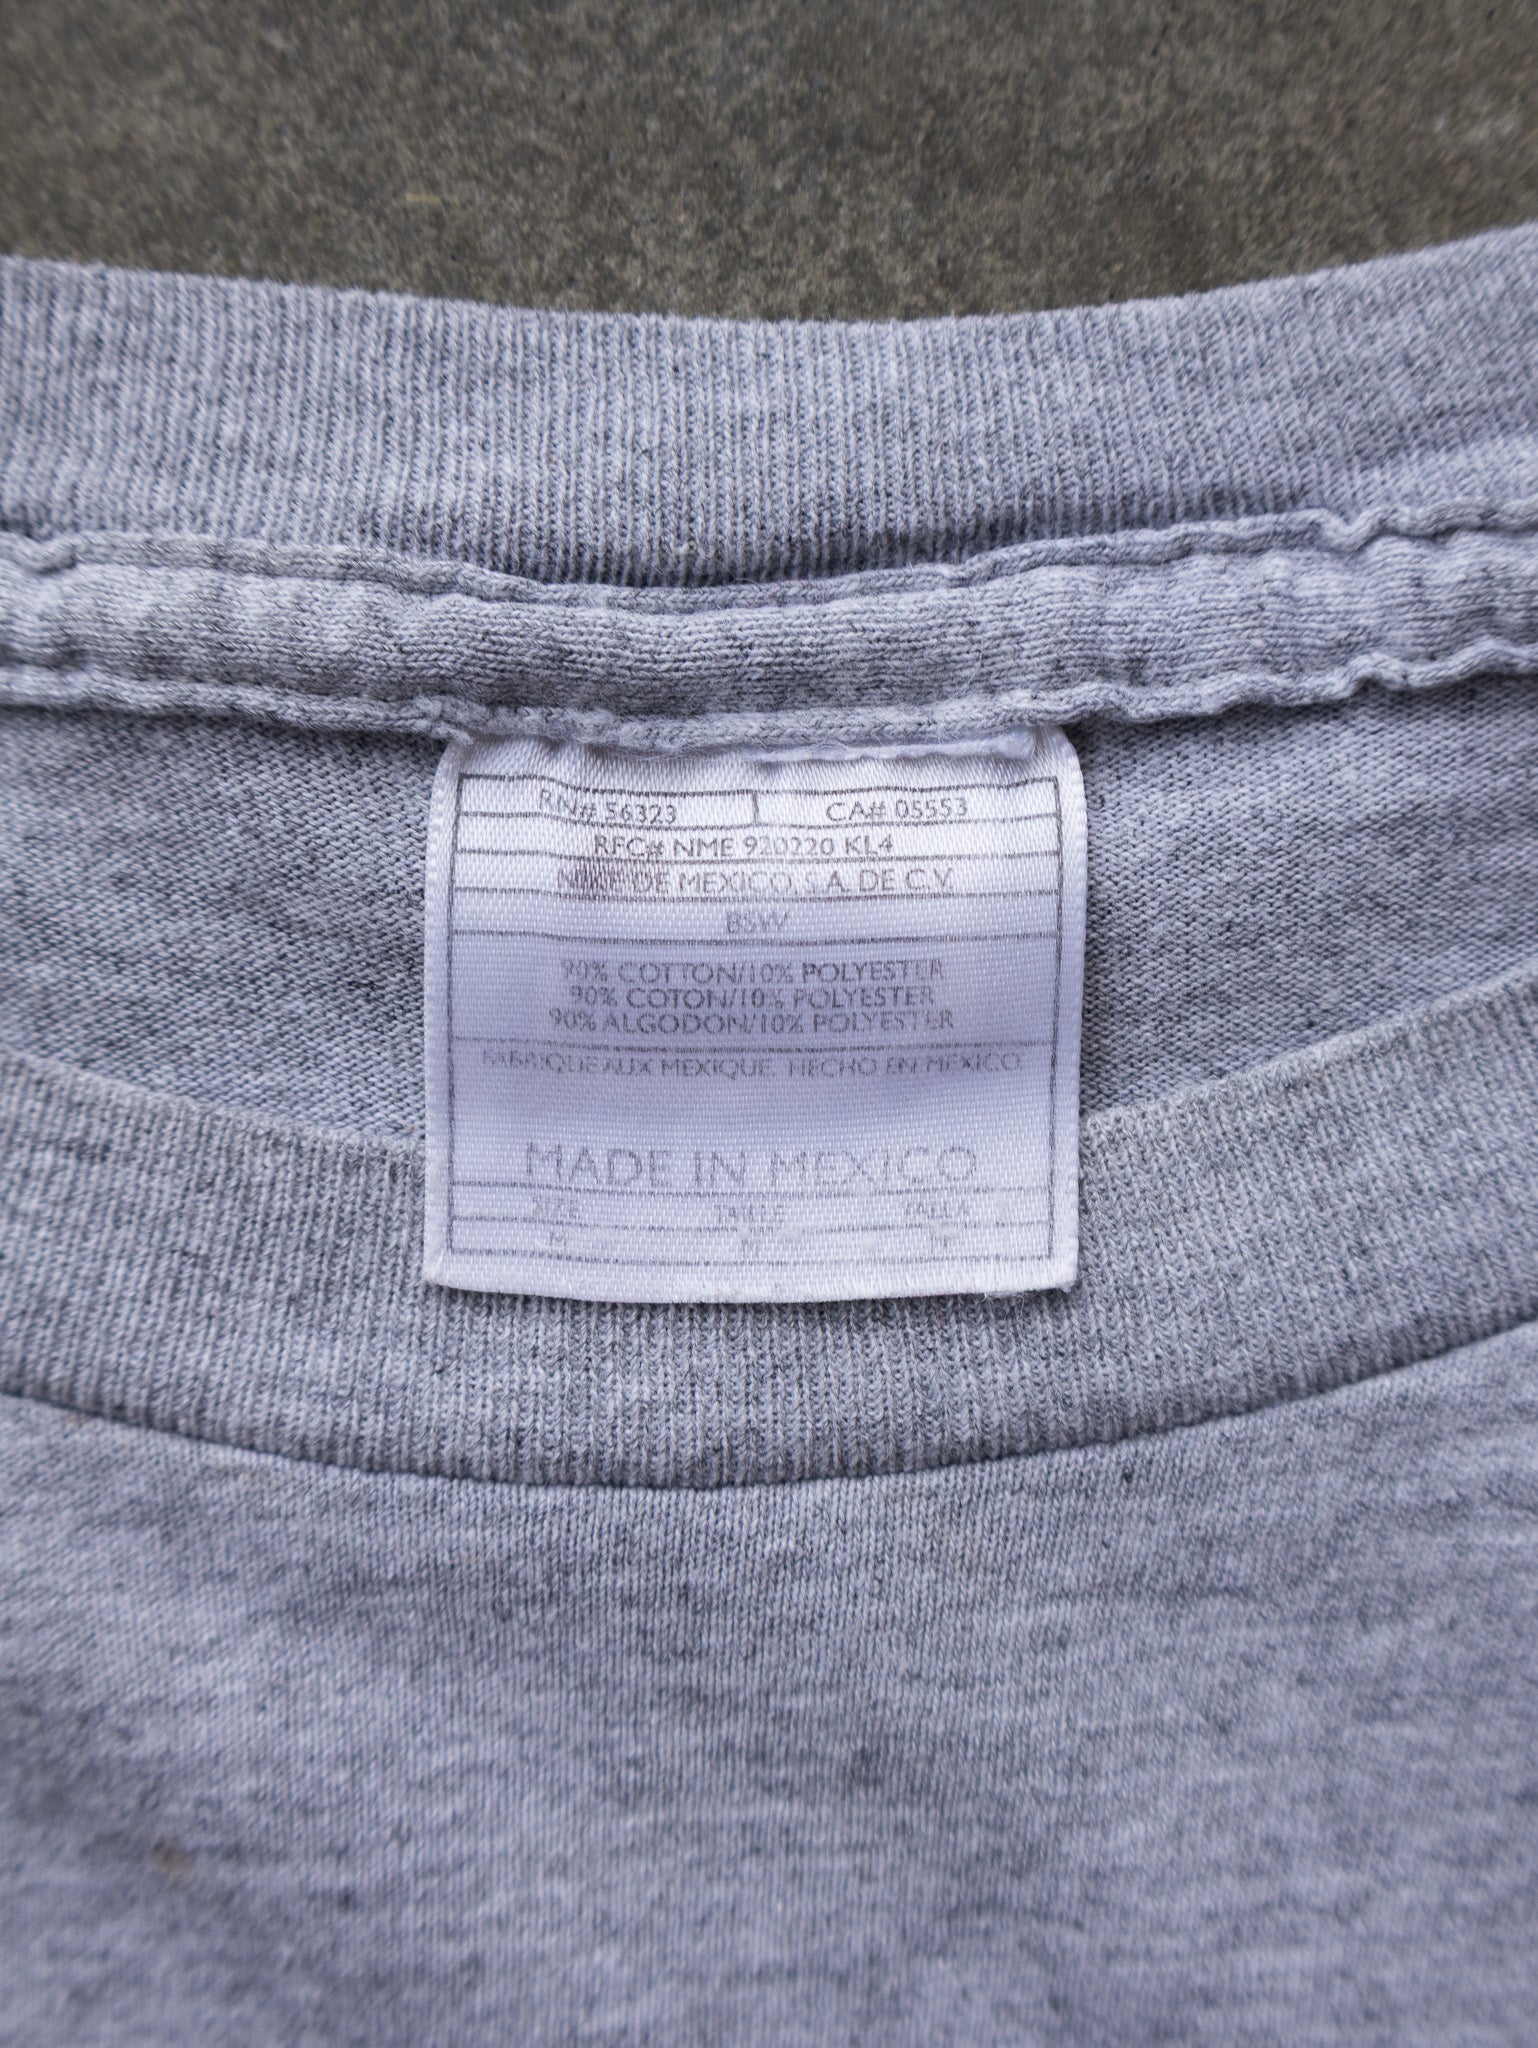 RN# 56323 CA# 05553
RFC# NME 920220 KL4
NIKE DE MEXICO, S.A. DE C.V.
BSW
90% COTTON/10% POLYESTER
90% COTON/10% POLYESTER
90% ALGODON/10% POLYESTER
FABRIQUE AUX MEXIQUE. HECHO EN MEXICO.
MADE IN MEXICO
SIZE TAILLE TALLA
M M M